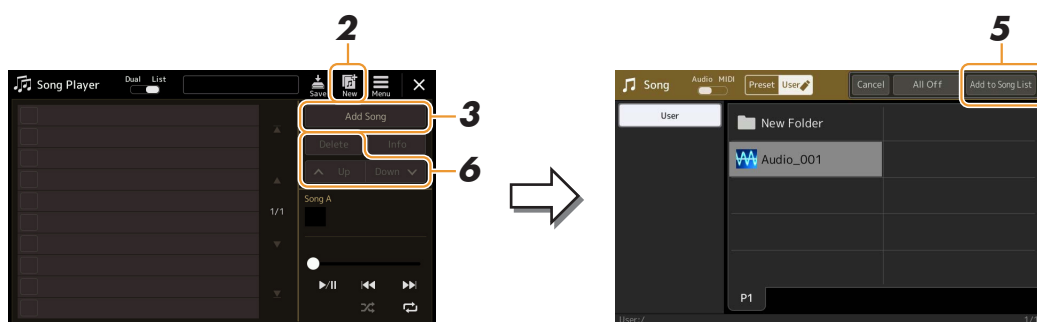 2
5
Song Player
Dual List
Save
New
Menu
Add Song
3
Delete
Info
Up
Down
6
Song A
1/1
P1
Song
Audio MIDI
Preset User
Cancel
All Off
Add to Song List
User
New Folder
Audio_001
User:/